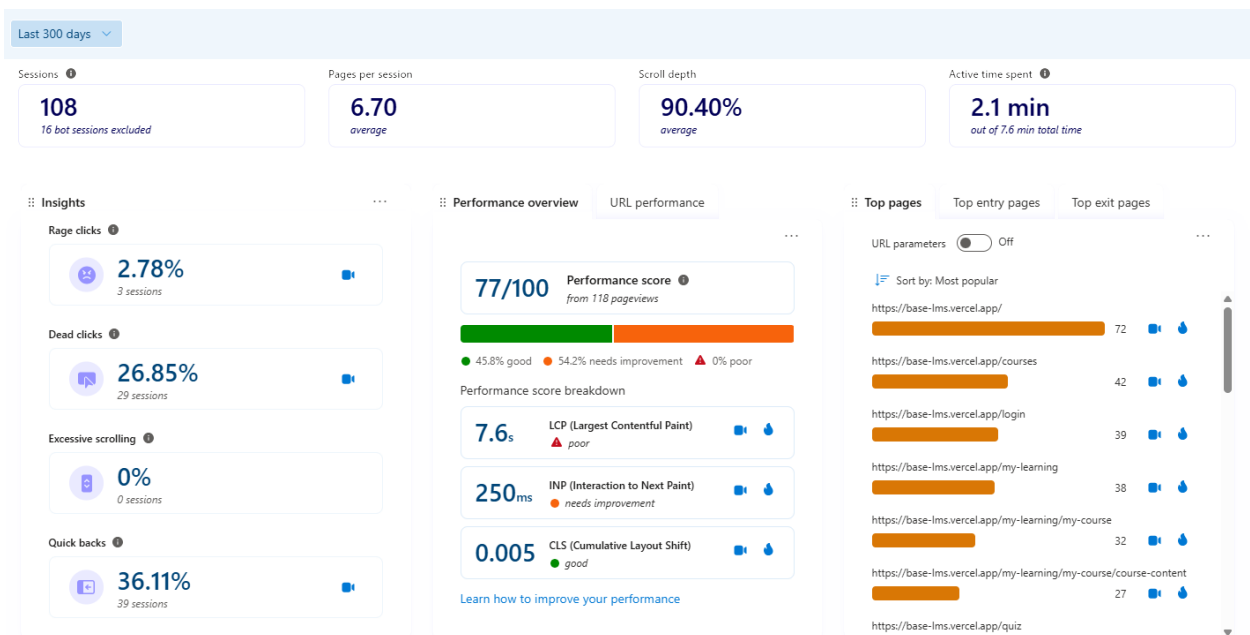 Last 300 days
Sessions
108
16 bot sessions excluded
Pages per session
6.70
average
Scroll depth
90.40%
average
Active time spent
2.1 min
out of 7.6 min total time
Insights
Rage clicks
2.78%
3 sessions
Dead clicks
26.85%
29 sessions
Excessive scrolling
0%
0 sessions
Quick backs
36.11%
39 sessions
Performance overview
URL performance
77/100
Performance score
from 118 pageviews
45.8% good
54.2% needs improvement
0% poor
Performance score breakdown
7.6s
LCP (Largest Contentful Paint)
poor
250ms
INP (Interaction to Next Paint)
needs improvement
0.005
CLS (Cumulative Layout Shift)
good
Learn how to improve your performance
Top pages
Top entry pages
Top exit pages
URL parameters
Off
Sort by: Most popular
https://base-lms.vercel.app/
72
https://base-lms.vercel.app/courses
42
https://base-lms.vercel.app/login
39
https://base-lms.vercel.app/my-learning
38
https://base-lms.vercel.app/my-learning/my-course
32
https://base-lms.vercel.app/my-learning/my-course/course-content
27
https://base-lms.vercel.app/quiz